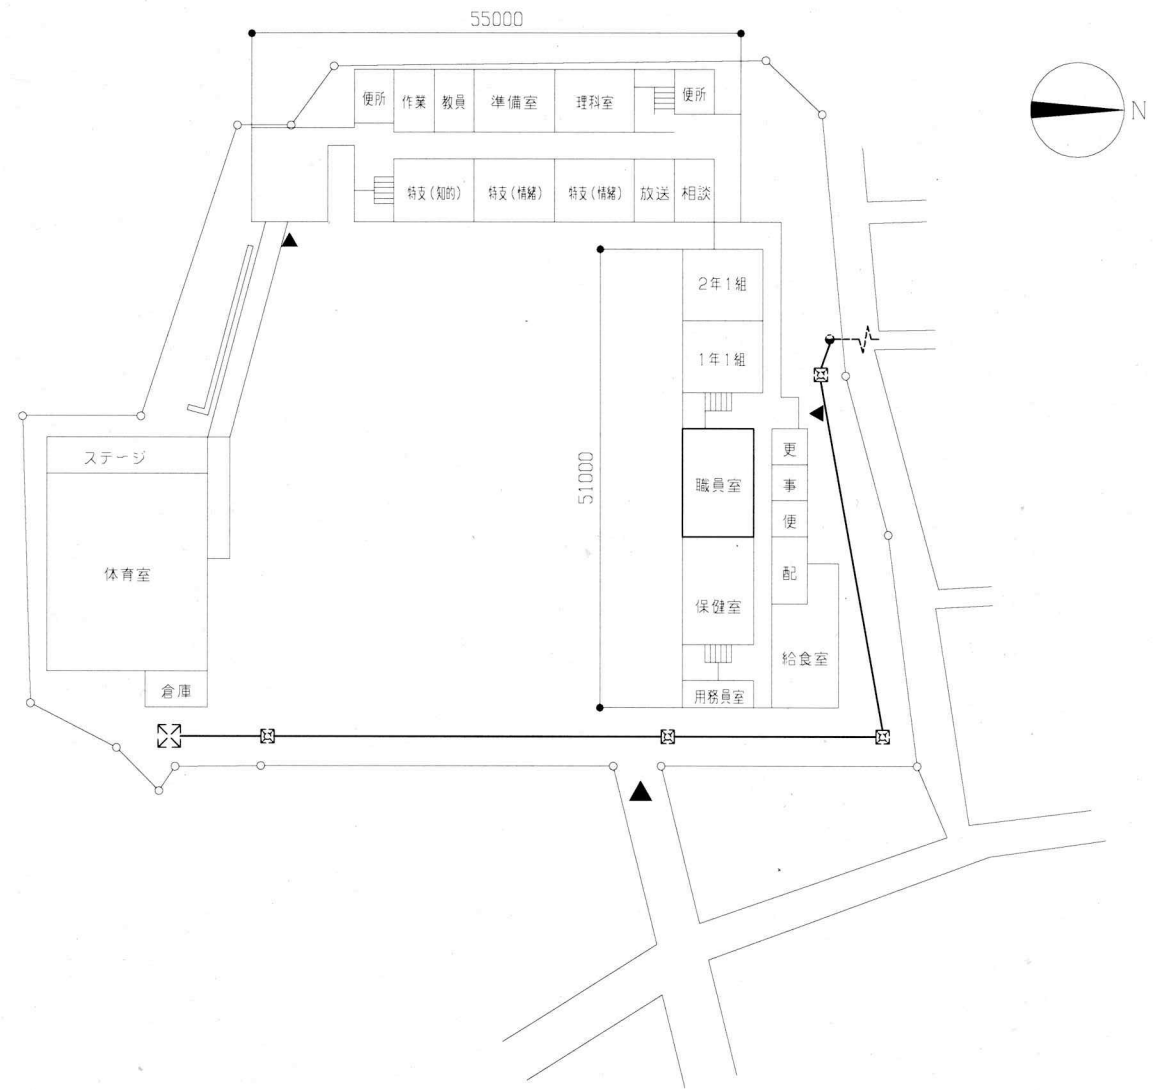 55000
N
便所
作業
教員
準備室
理科室
便所
特支(知的)
特支(情緒)
特支(情緒)
放送
相談
2年1組
1年1組
51000
更
職員室
事
便
配
保健室
給食室
用務員室
ステージ
体育室
倉庫